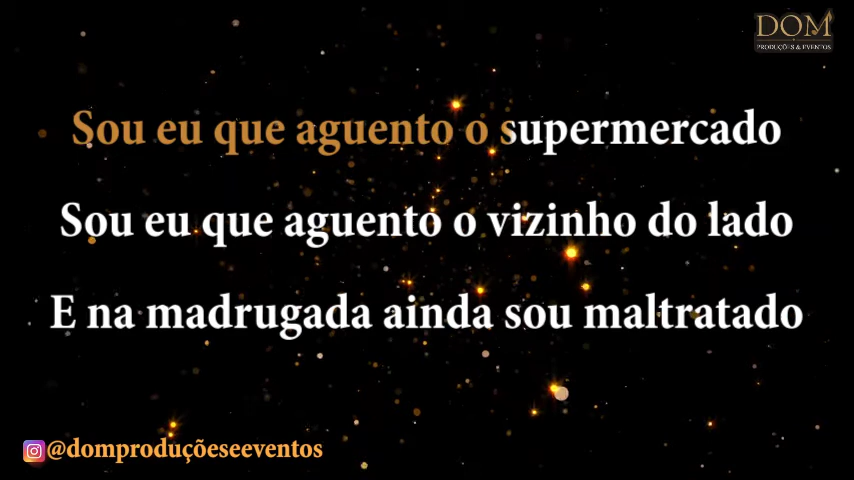 DOM
PRODUÇÕES & EVENTOS
Sou eu que aguento o supermercado
Sou eu que aguento o vizinho do lado
E na madrugada ainda sou maltratado
@domproduçõeseeventos